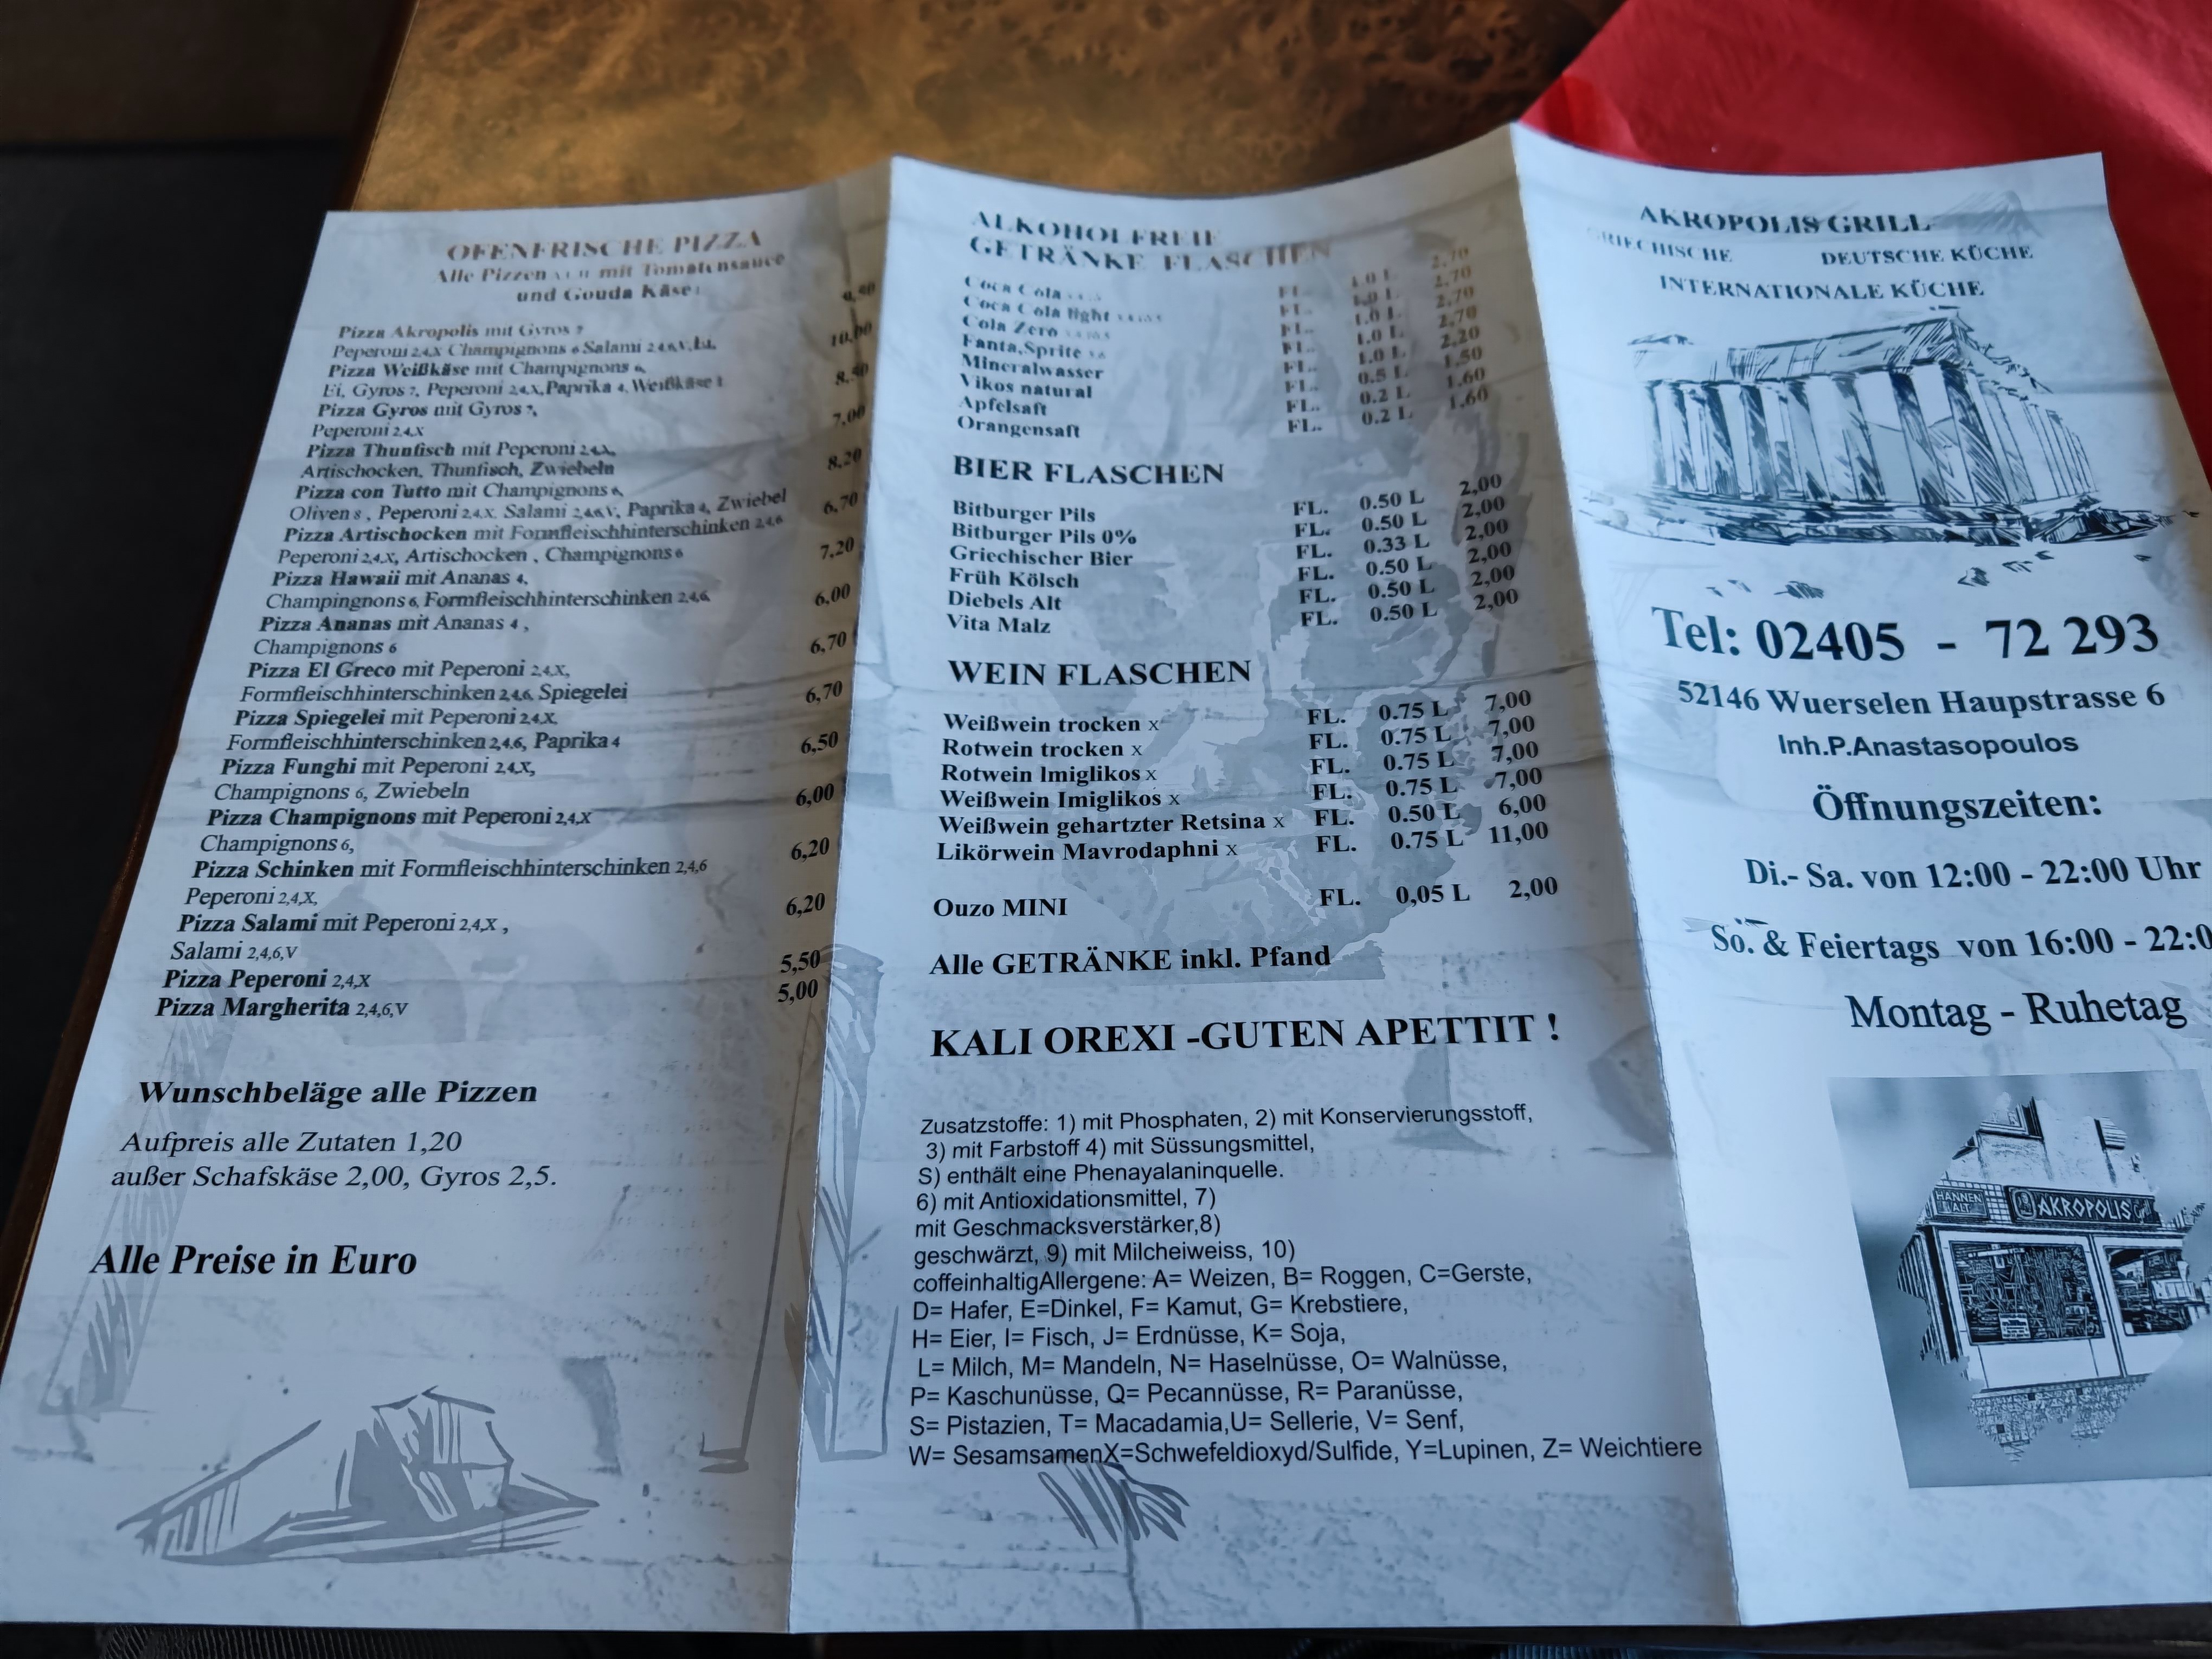 OFENFRISCHE PIZZA
Alle Pizzen mit Tomatensauce
und Gouda Käse
Pizza Akropolis mit Gyros 7
Peperoni 2,4,X Champignons 6 Salami 2,4,6,V, Ei,
Pizza Weißkäse mit Champignons 6, 10,00
Ei, Gyros 7, Peperoni 2,4,X, Paprika 4, Weißkäse 1
Pizza Gyros mit Gyros 7, 8,50
Peperoni 2,4,X
Pizza Thunfisch mit Peperoni 2,4,X, 7,00
Artischocken, Thunfisch, Zwiebeln
Pizza con Tutto mit Champignons 6, 8,20
Oliven 8 , Peperoni 2,4,X, Salami 2,4,6,V, Paprika 4, Zwiebel
Pizza Artischocken mit Formfleischhinterschinken 2,4,6 6,70
Peperoni 2,4,X, Artischocken , Champignons 6
Pizza Hawaii mit Ananas 4, 7,20
Champingnons 6, Formfleischhinterschinken 2,4,6,
Pizza Ananas mit Ananas 4 , 6,00
Champignons 6
Pizza El Greco mit Peperoni 2,4,X, 6,70
Formfleischhinterschinken 2,4,6, Spiegelei
Pizza Spiegelei mit Peperoni 2,4,X, 6,70
Formfleischhinterschinken 2,4,6, Paprika 4
Pizza Funghi mit Peperoni 2,4,X, 6,50
Champignons 6, Zwiebeln
Pizza Champignons mit Peperoni 2,4,X 6,00
Champignons 6,
Pizza Schinken mit Formfleischhinterschinken 2,4,6 6,20
Peperoni 2,4,X,
Pizza Salami mit Peperoni 2,4,X , 6,20
Salami 2,4,6,V
Pizza Peperoni 2,4,X 5,50
Pizza Margherita 2,4,6,V 5,00
Wunschbeläge alle Pizzen
Aufpreis alle Zutaten 1,20
außer Schafskäse 2,00, Gyros 2,5.
Alle Preise in Euro
ALKOHOLFREIE
GETRÄNKE FLASCHEN
Coca Cola FL. 1.0 L 2,70
Coca Cola light FL. 1.0 L 2,70
Cola Zero FL. 1.0 L 2,70
Fanta,Sprite FL. 1.0 L 2,70
Mineralwasser FL. 1.0 L 2,20
Vikos natural FL. 0.5 L 1,50
Apfelsaft FL. 0.2 L 1,60
Orangensaft FL. 0.2 L 1,60
BIER FLASCHEN
Bitburger Pils FL. 0.50 L 2,00
Bitburger Pils 0% FL. 0.50 L 2,00
Griechischer Bier FL. 0.33 L 2,00
Früh Kölsch FL. 0.50 L 2,00
Diebels Alt FL. 0.50 L 2,00
Vita Malz FL. 0.50 L 2,00
WEIN FLASCHEN
Weißwein trocken x FL. 0.75 L 7,00
Rotwein trocken x FL. 0.75 L 7,00
Rotwein Imiglikos x FL. 0.75 L 7,00
Weißwein Imiglikos x FL. 0.75 L 7,00
Weißwein gehartzter Retsina x FL. 0.50 L 6,00
Likörwein Mavrodaphni x FL. 0.75 L 11,00
Ouzo MINI FL. 0,05 L 2,00
Alle GETRÄNKE inkl. Pfand
KALI OREXI -GUTEN APETTIT !
Zusatzstoffe: 1) mit Phosphaten, 2) mit Konservierungsstoff,
3) mit Farbstoff 4) mit Süssungsmittel,
S) enthält eine Phenayalaninquelle.
6) mit Antioxidationsmittel, 7)
mit Geschmacksverstärker,8)
geschwärzt, 9) mit Milcheiweiss, 10)
coffeinhaltigAllergene: A= Weizen, B= Roggen, C=Gerste,
D= Hafer, E=Dinkel, F= Kamut, G= Krebstiere,
H= Eier, I= Fisch, J= Erdnüsse, K= Soja,
L= Milch, M= Mandeln, N= Haselnüsse, O= Walnüsse,
P= Kaschunüsse, Q= Pecannüsse, R= Paranüsse,
S= Pistazien, T= Macadamia,U= Sellerie, V= Senf,
W= SesamsamenX=Schwefeldioxyd/Sulfide, Y=Lupinen, Z= Weichtiere
AKROPOLIS GRILL
GRIECHISCHE DEUTSCHE KÜCHE
INTERNATIONALE KÜCHE
Tel: 02405 - 72 293
52146 Wuerselen Haupstrasse 6
Inh.P.Anastasopoulos
Öffnungszeiten:
Di.- Sa. von 12:00 - 22:00 Uhr
So. & Feiertags von 16:00 - 22:0
Montag - Ruhetag
HANNEN
ALT
AKROPOLIS